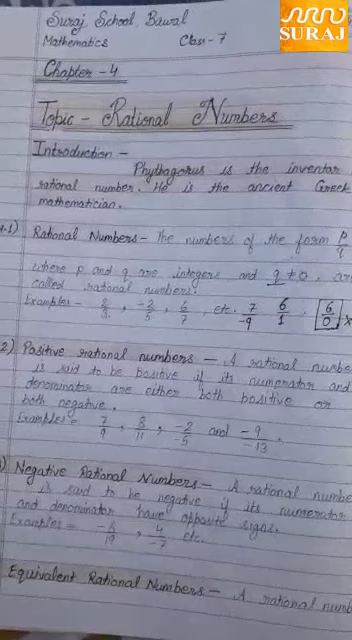 Suraj School, Bawal
Mathematics Class-7
SURAJ
Chapter-4
Topic - Rational Numbers
Introduction -
Phythagorus is the inventor
rational number. He is the ancient Greek
mathematician.
1) Rational Numbers - The numbers of the form p/q
where p and q are integers and q ≠ 0, are
called rational numbers.
Examples - 2/3, -2/5, 6/7, etc. 7/-9 6/1, 6/0 x
2) Positive rational numbers - A rational number
is said to be positive if its numerator and
denominator are either both positive or
both negative.
Examples = 7/9, 8/11, -2/-5 and -9/-13.
) Negative Rational Numbers - A rational number
is said to be negative if its numerator
and denominator have opposite signs.
Examples = -6/19, 4/-7 etc.
Equivalent Rational Numbers - A rational numb